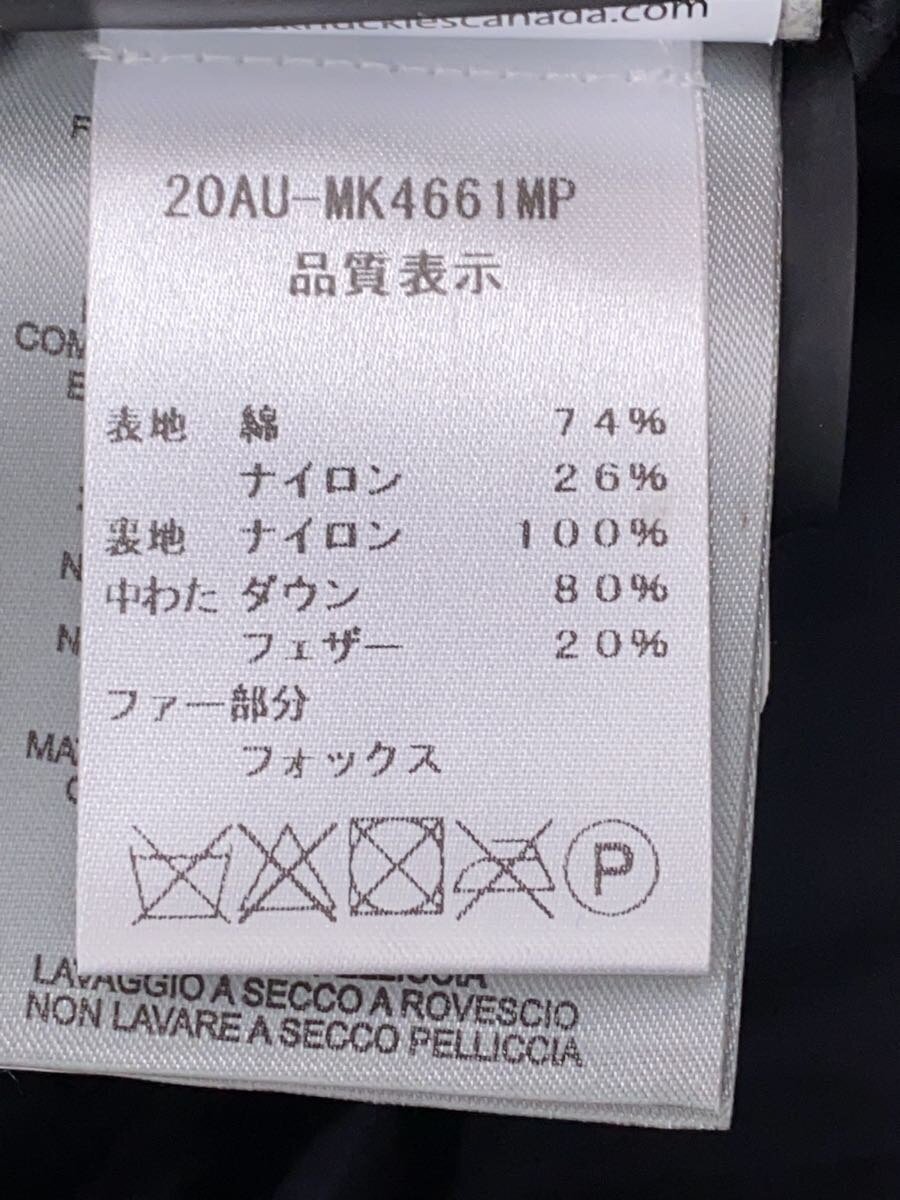 knucklescanada.com
20AU-MK4661MP
品質表示
表地 綿 74%
ナイロン 26%
裏地 ナイロン 100%
中わた ダウン 80%
フェザー 20%
ファー部分
フォックス
P
LAVAGGIO A SECCO A ROVESCIO
NON LAVARE A SECCO PELLICCIA